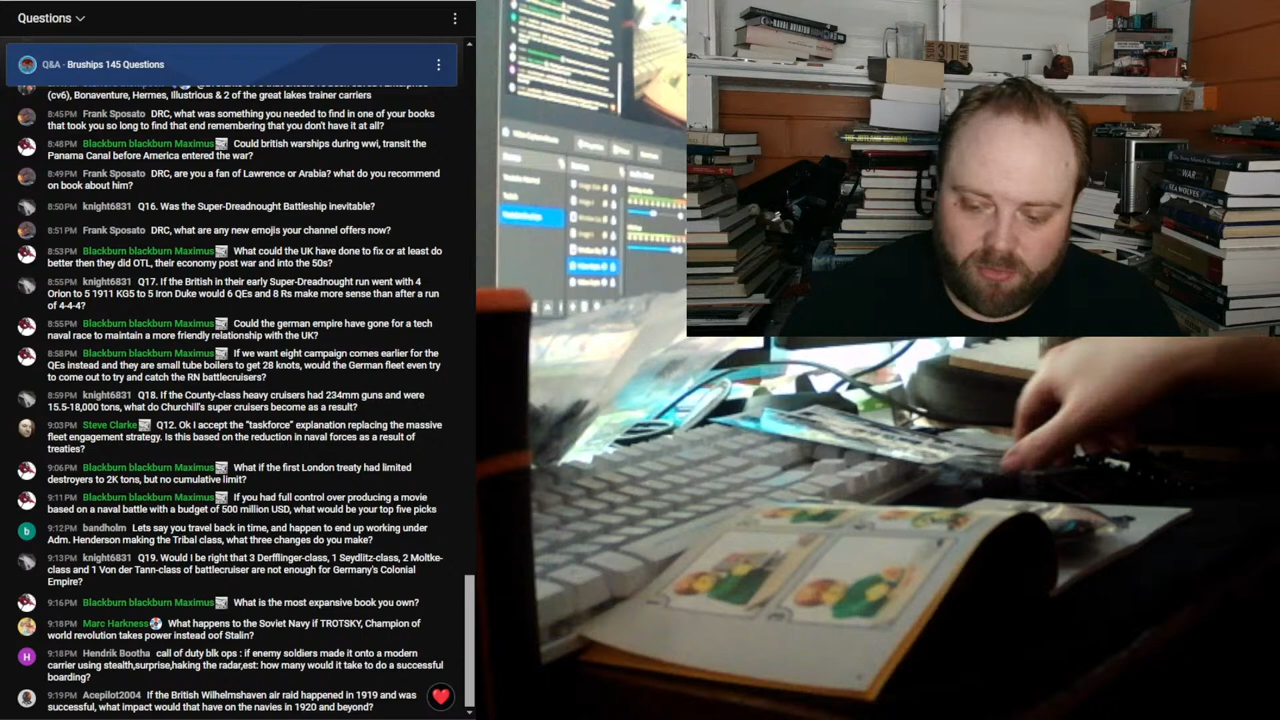 Questions
Q&A · Bruships 145 Questions
(cv6), Bonaventure, Hermes, Illustrious & 2 of the great lakes trainer carriers
8:45PM Frank Sposato DRC, what was something you needed to find in one of your books
that took you so long to find that end remembering that you don't have it at all?
8:48PM Blackburn blackburn Maximus Could british warships during wwi, transit the
Panama Canal before America entered the war?
8:49PM Frank Sposato DRC, are you a fan of Lawrence or Arabia? what do you recommend
on book about him?
8:50PM knight6831 Q16. Was the Super-Dreadnought Battleship inevitable?
8:51PM Frank Sposato DRC, what are any new emojis your channel offers now?
8:53PM Blackburn blackburn Maximus What could the UK have done to fix or at least do
better then they did OTL, their economy post war and into the 50s?
8:55PM knight6831 Q17. If the British in their early Super-Dreadnought run went with 4
Orion to 5 1911 KG5 to 5 Iron Duke would 6 QEs and 8 Rs make more sense than after a run
of 4-4-4?
8:55PM Blackburn blackburn Maximus Could the german empire have gone for a tech
naval race to maintain a more friendly relationship with the UK?
8:58PM Blackburn blackburn Maximus If we want eight campaign comes earlier for the
QEs instead and they are small tube boilers to get 28 knots, would the German fleet even try
to come out to try and catch the RN battlecruisers?
8:59PM knight6831 Q18. If the County-class heavy cruisers had 234mm guns and were
15.5-18,000 tons, what do Churchill's super cruisers become as a result?
9:03PM Steve Clarke Q12. Ok I accept the "taskforce" explanation replacing the massive
fleet engagement strategy. Is this based on the reduction in naval forces as a result of
treaties?
9:06PM Blackburn blackburn Maximus What if the first London treaty had limited
destroyers to 2K tons, but no cumulative limit?
9:11PM Blackburn blackburn Maximus If you had full control over producing a movie
based on a naval battle with a budget of 500 million USD, what would be your top five picks
9:12PM bandholm Lets say you travel back in time, and happen to end up working under
Adm. Henderson making the Tribal class, what three changes do you make?
9:13PM knight6831 Q19. Would I be right that 3 Derfflinger-class, 1 Seydlitz-class, 2 Moltke-
class and 1 Von der Tann-class of battlecruiser are not enough for Germany's Colonial
Empire?
9:16PM Blackburn blackburn Maximus What is the most expansive book you own?
9:18PM Marc Harkness What happens to the Soviet Navy if TROTSKY, Champion of
world revolution takes power instead oof Stalin?
9:18PM Hendrik Bootha call of duty blk ops : if enemy soldiers made it onto a modern
carrier using stealth,surprise,haking the radar,est: how many would it take to do a successful
boarding?
9:19PM Acepilot2004 If the British Wilhelmshaven air raid happened in 1919 and was
successful, what impact would that have on the navies in 1920 and beyond?
SEA WOLVES
WAR